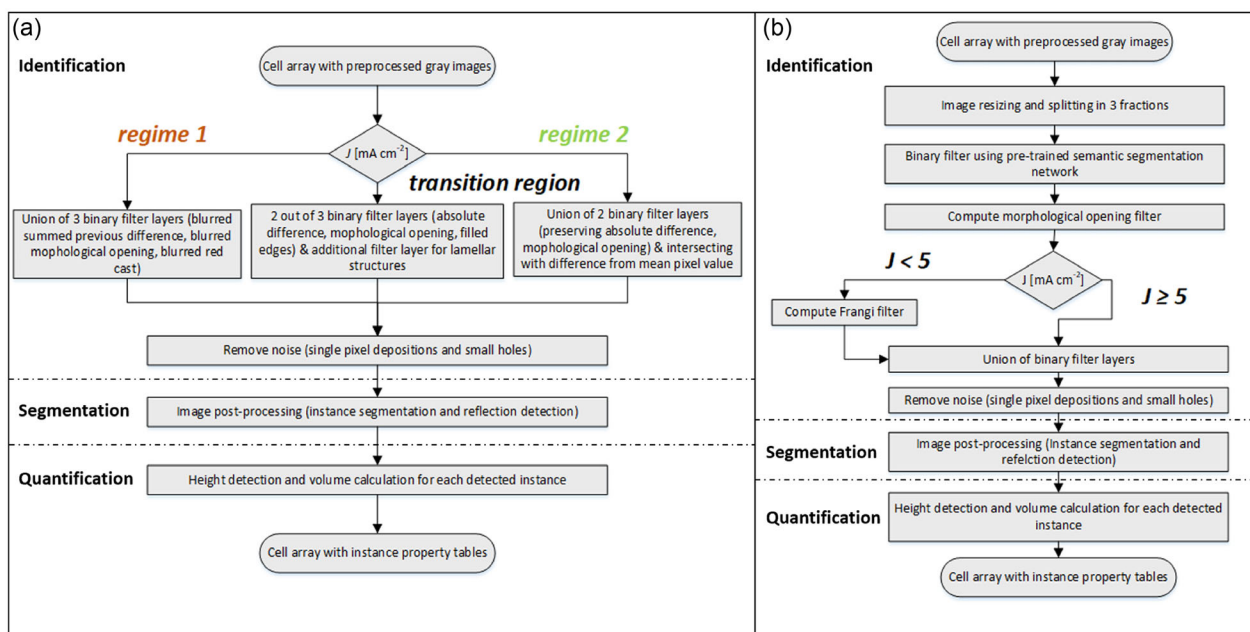 (a)
Identification
Cell array with preprocessed gray images
regime 1
regime 2
J [mA cm-2]
transition region
Union of 3 binary filter layers (blurred
summed previous difference, blurred
mophological opening, blurred red
cast)
2 out of 3 binary filter layers (absolute
difference, mophological opening, filled
edges) & additional filter layer for lamellar
structures
Union of 2 binary filter layers
(preserving absolute difference,
mophological opening) & intersecting
with difference from mean pixel value
Remove noise (single pixel depositions and small holes)
Segmentation
Image post-processing (instance segmentation and reflection detection)
Quantification
Height detection and volume calculation for each detected instance
Cell array with instance property tables
(b)
Identification
Cell array with preprocessed gray images
Image resizing and splitting in 3 fractions
Binary filter using pre-trained semantic segmentation
network
Compute morphological opening filter
J < 5
J [mA cm-2]
J ≥ 5
Compute Frangi filter
Union of binary filter layers
Remove noise (single pixel depositions and small holes)
Segmentation
Image post-processing (Instance segmentation and
refelction detection)
Quantification
Height detection and volume calculation for each detected
instance
Cell array with instance property tables